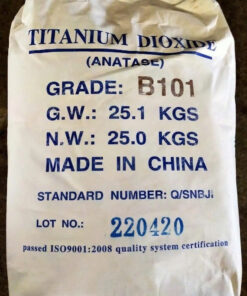 TITANIUM DIOXIDE
(ANATASE)
GRADE: B101
G.W.: 25.1 KGS
N.W.: 25.0 KGS
MADE IN CHINA
STANDARD NUMBER: Q/SNBJ1
LOT NO.: 220420
passed ISO9001:2008 quality system certification